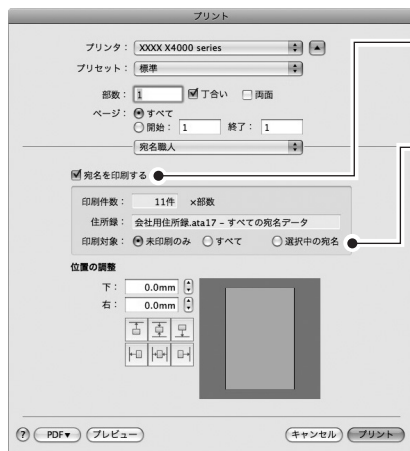 プリント
プリンタ： XXXX X4000 series
プリセット： 標準
部数： 1 丁合い 両面
ページ： すべて
開始： 1 終了： 1
宛名職人
宛名を印刷する
印刷件数： 11件 ×部数
住所録： 会社用住所録.ata17 – すべての宛名データ
印刷対象： 未印刷のみ すべて 選択中の宛名
位置の調整
下： 0.0mm
右： 0.0mm
? PDF▼ プレビュー キャンセル プリント